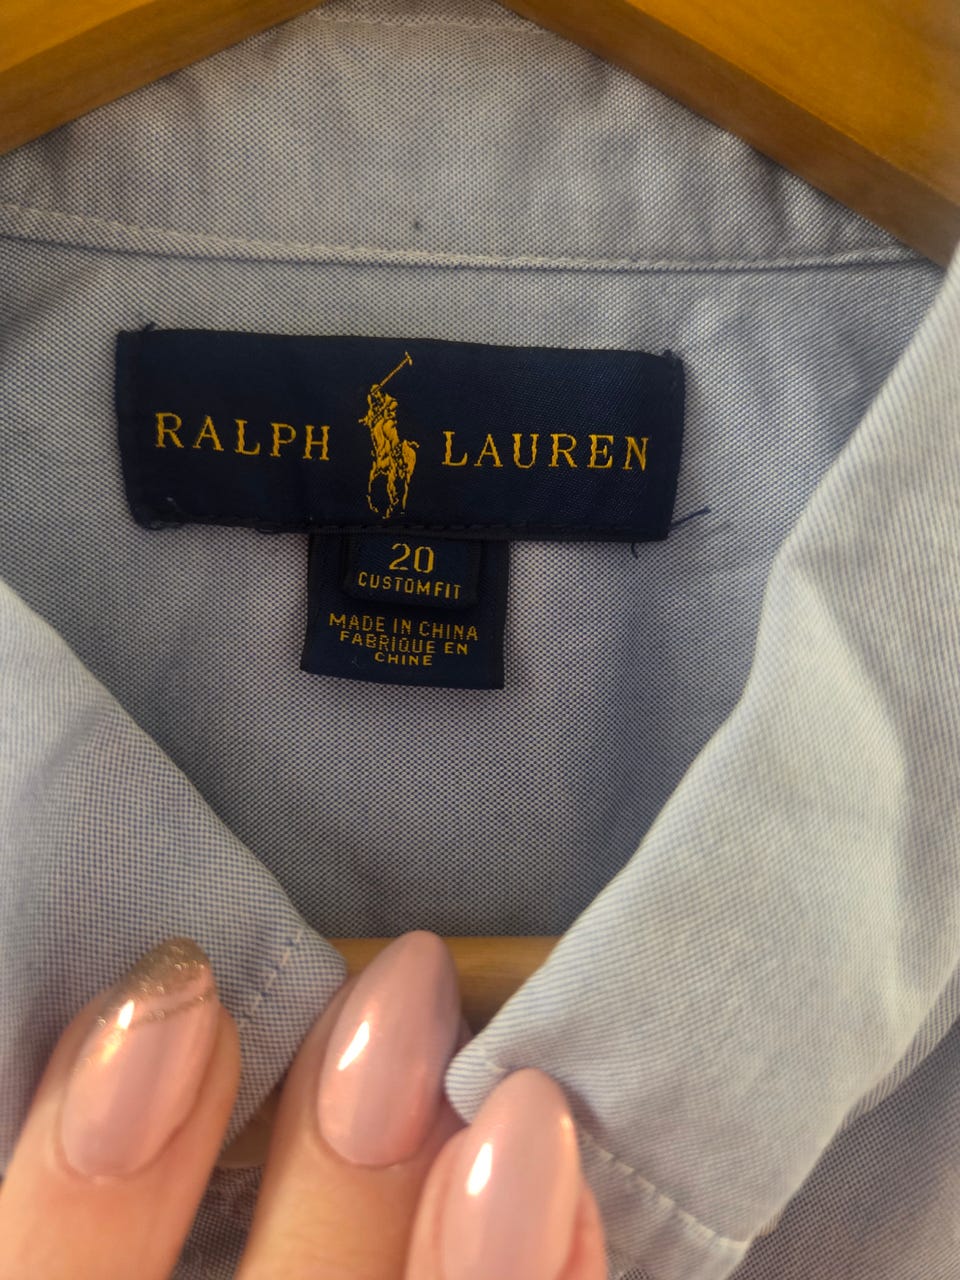 RALPH LAUREN
20
CUSTOM FIT
MADE IN CHINA
FABRIQUE EN
CHINE